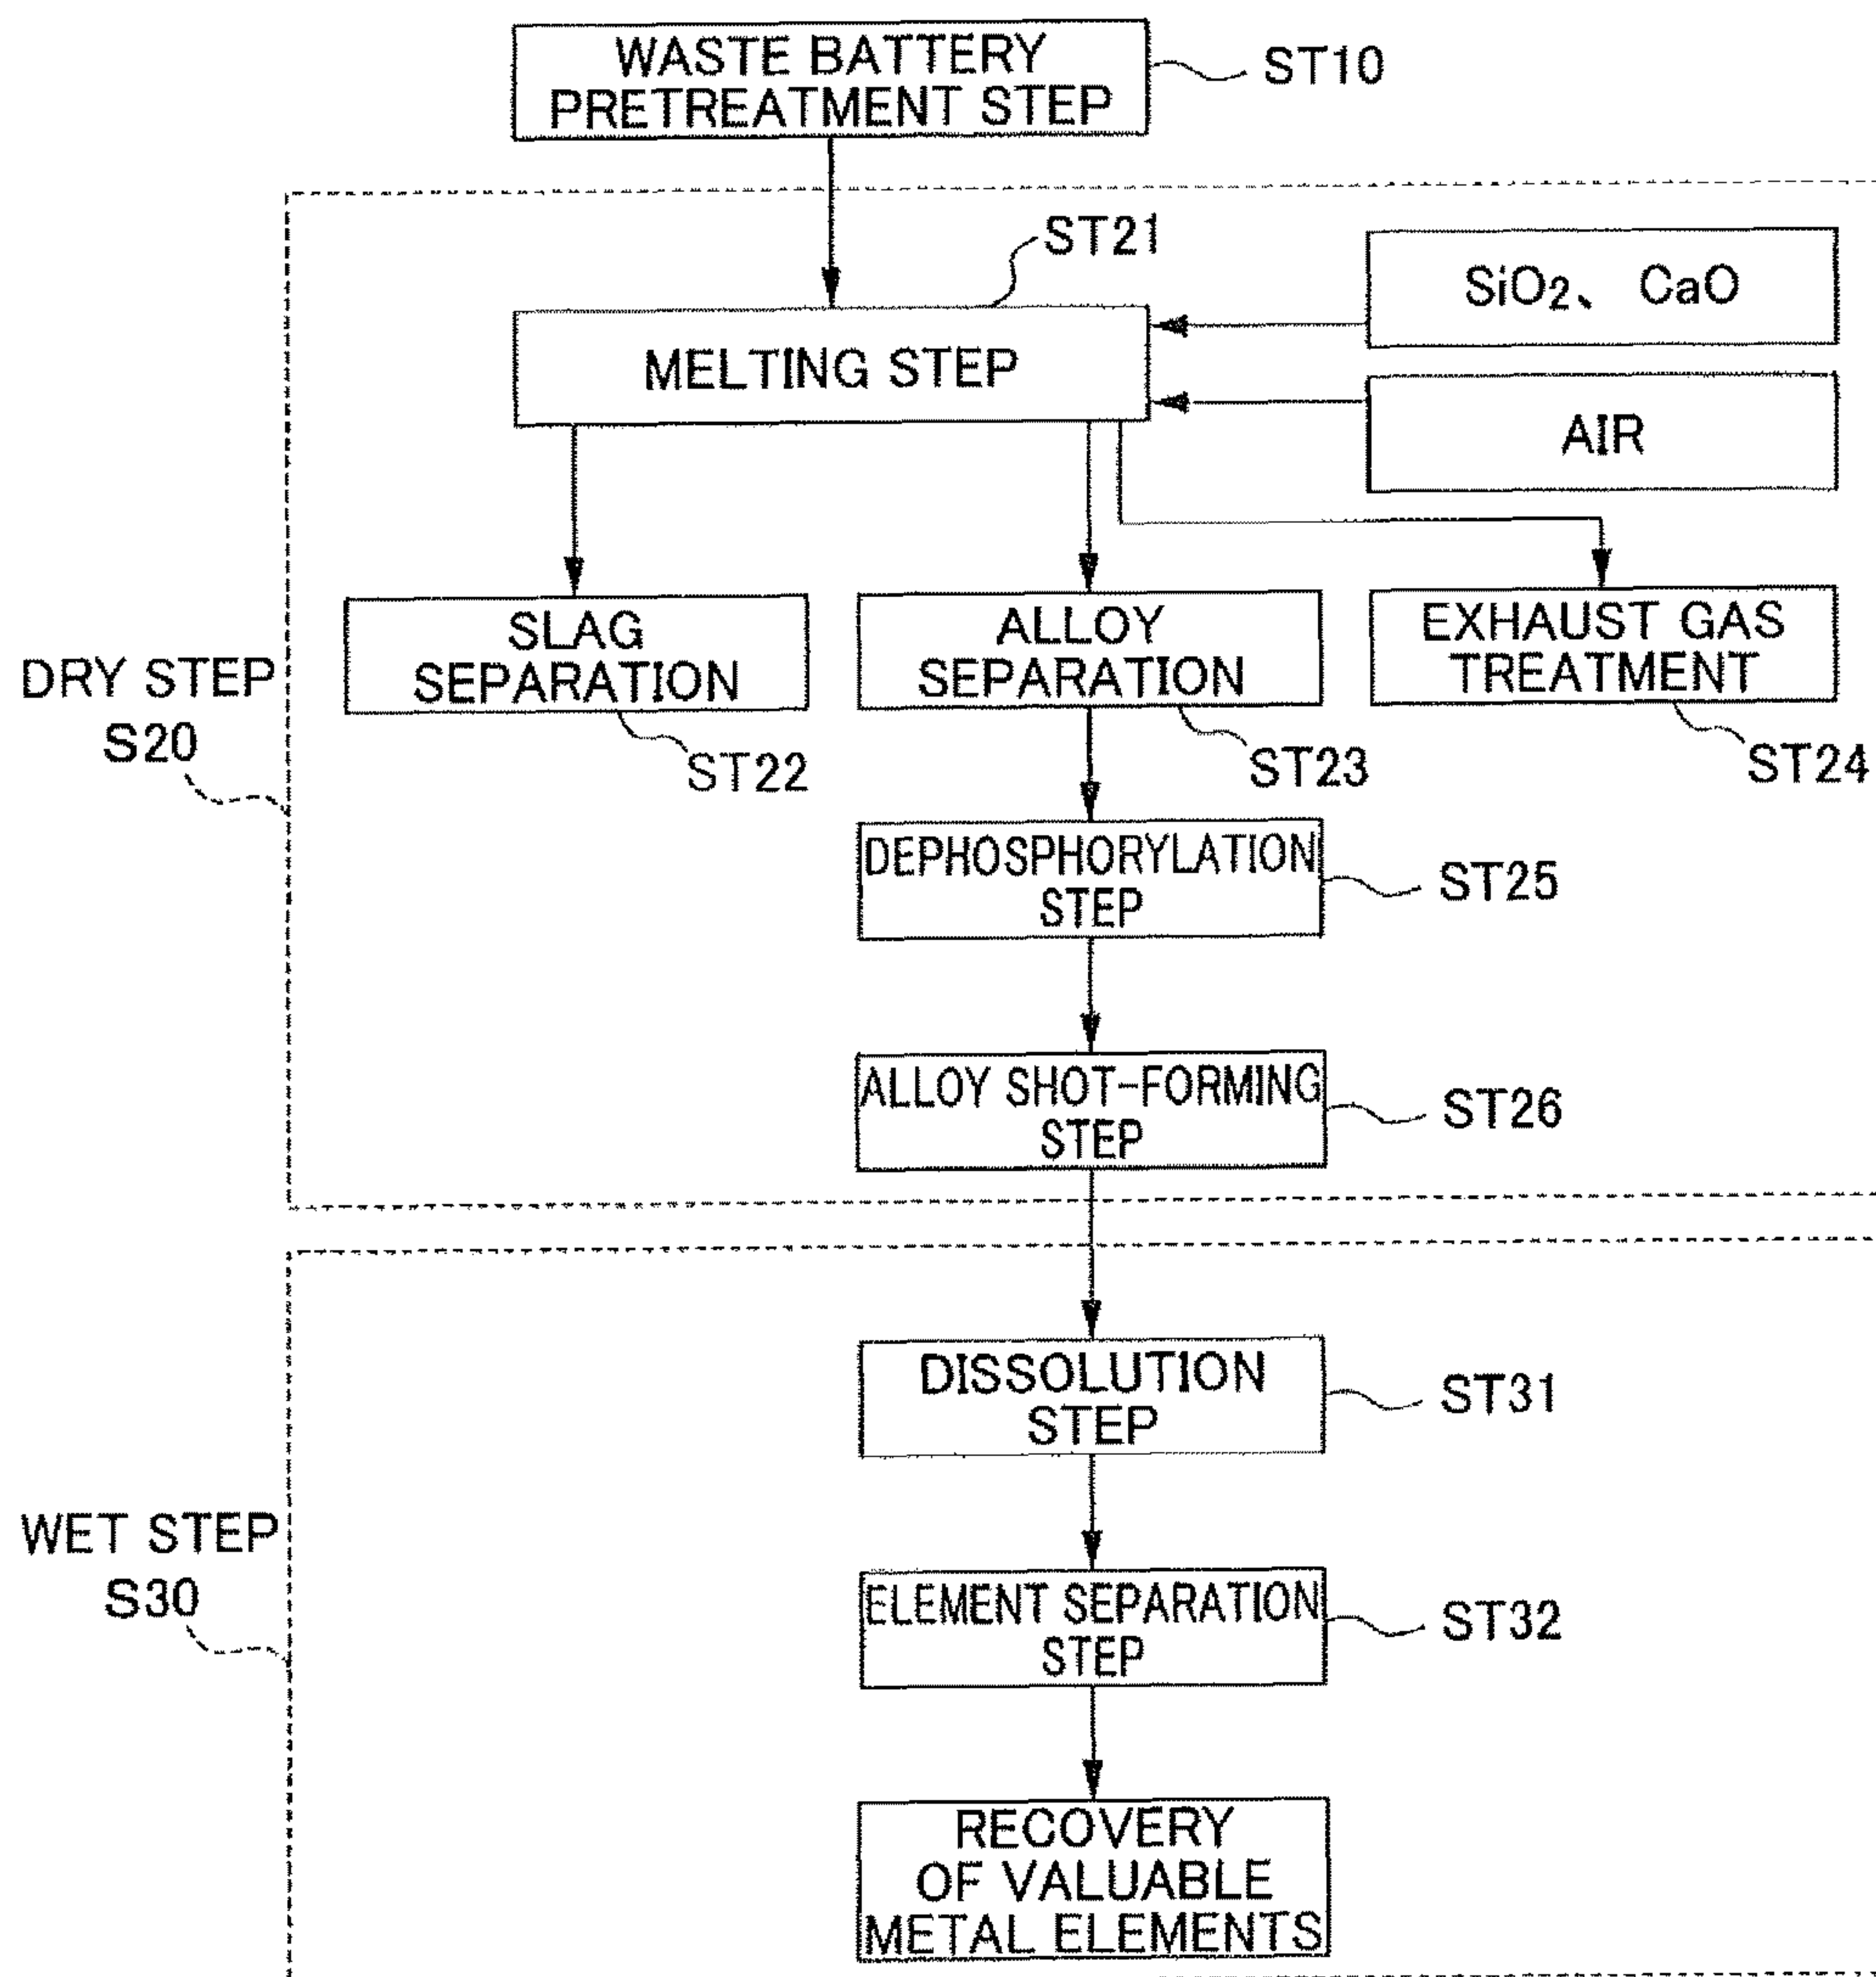 WASTE BATTERY
PRETREATMENT STEP
ST10
ST21
SiO₂、 CaO
MELTING STEP
AIR
SLAG
SEPARATION
ALLOY
SEPARATION
EXHAUST GAS
TREATMENT
DRY STEP
S20
ST22
ST23
ST24
DEPHOSPHORYLATION
STEP
ST25
ALLOY SHOT-FORMING
STEP
ST26
DISSOLUTION
STEP
ST31
WET STEP
S30
ELEMENT SEPARATION
STEP
ST32
RECOVERY
OF VALUABLE
METAL ELEMENTS